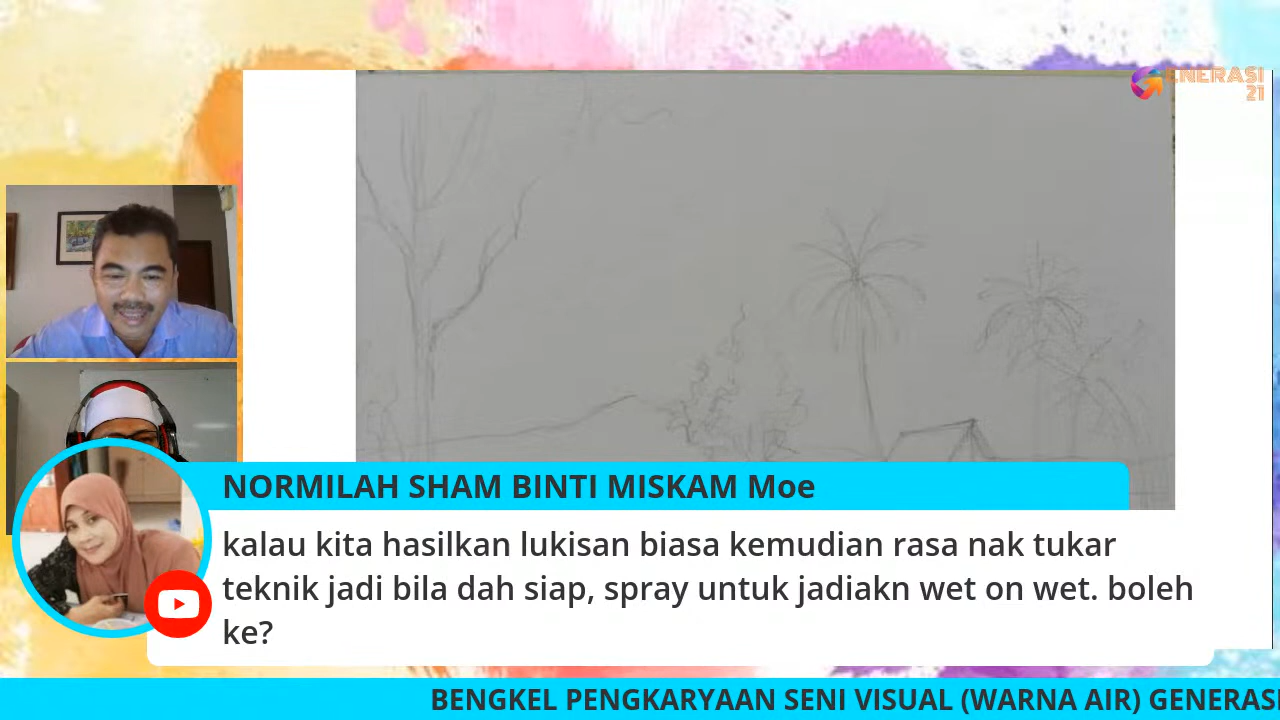 GENERASI
21
NORMILAH SHAM BINTI MISKAM Moe
kalau kita hasilkan lukisan biasa kemudian rasa nak tukar
teknik jadi bila dah siap, spray untuk jadiakn wet on wet. boleh
ke?
BENGKEL PENGKARYAAN SENI VISUAL (WARNA AIR) GENERASI